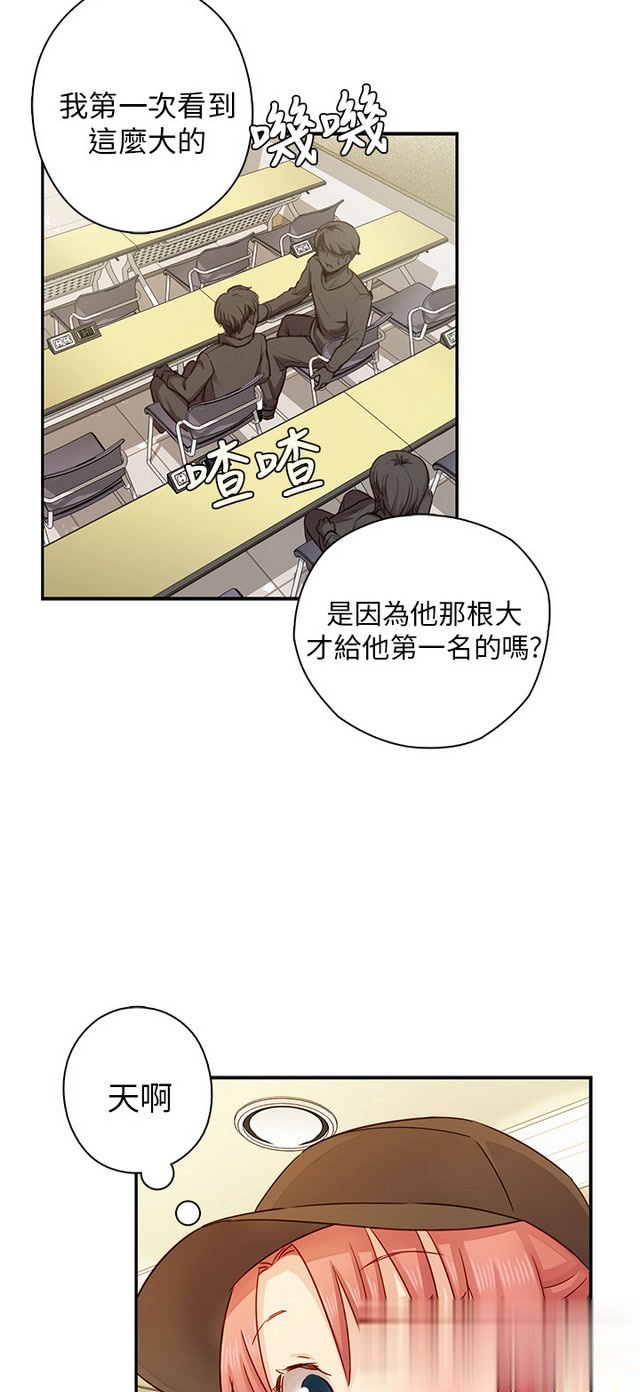 我第一次看到
這麼大的
嘰嘰
喳喳
是因為他那根大
才給他第一名的嗎?
天啊